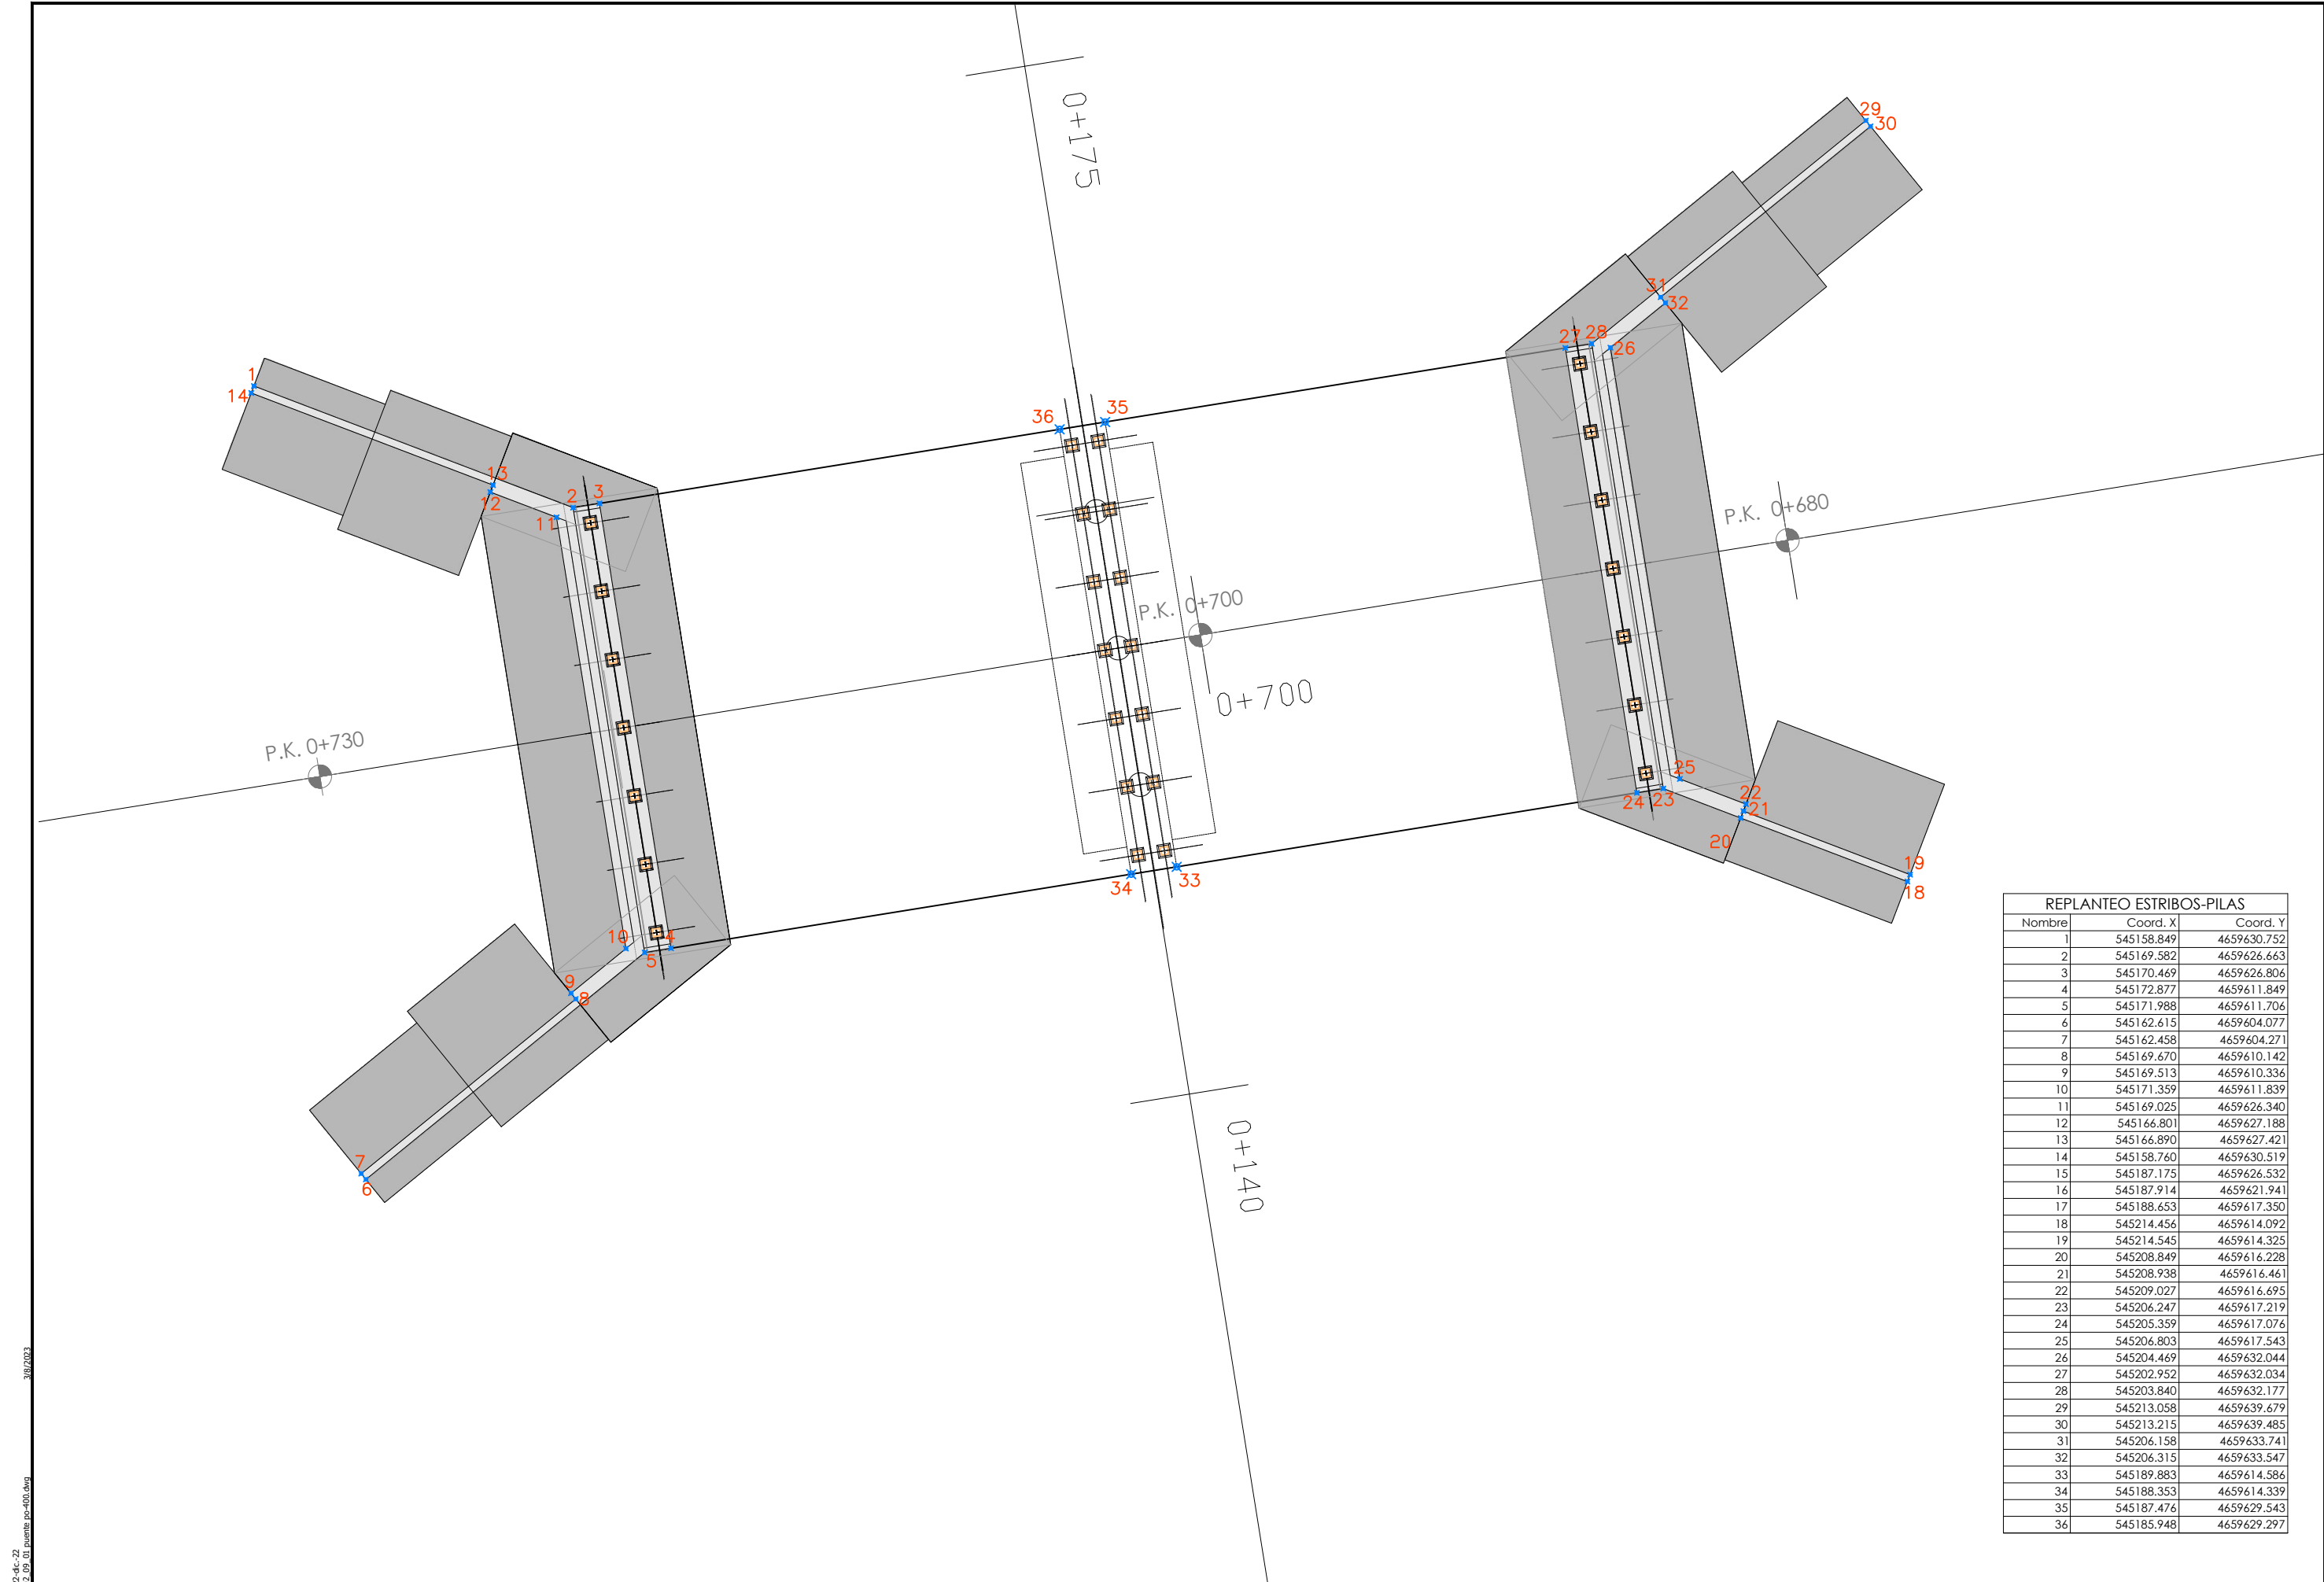 0+175
29
30
31
32
27 28
26
P.K. 0+680
1
14
36 35
13
12
2 3
11
P.K. 0+700
0+700
P.K. 0+730
25
24 23
22
21
20
19
18
34 33
10 4
5
9
8
7
6
0+140
REPLANTEO ESTRIBOS-PILAS
Nombre Coord. X Coord. Y
1 545158.849 4659630.752
2 545169.582 4659626.663
3 545170.469 4659626.806
4 545172.877 4659611.849
5 545171.988 4659611.706
6 545162.615 4659604.077
7 545162.458 4659604.271
8 545169.670 4659610.142
9 545169.513 4659610.336
10 545171.359 4659611.839
11 545169.025 4659626.340
12 545166.801 4659627.188
13 545166.890 4659627.421
14 545158.760 4659630.519
15 545187.175 4659626.532
16 545187.914 4659621.941
17 545188.653 4659617.350
18 545214.456 4659614.092
19 545214.545 4659614.325
20 545208.849 4659616.228
21 545208.938 4659616.461
22 545209.027 4659616.695
23 545206.247 4659617.219
24 545205.359 4659617.076
25 545206.803 4659617.543
26 545204.469 4659632.044
27 545202.952 4659632.034
28 545203.840 4659632.177
29 545213.058 4659639.679
30 545213.215 4659639.485
31 545206.158 4659633.741
32 545206.315 4659633.547
33 545189.883 4659614.586
34 545188.353 4659614.339
35 545187.476 4659629.543
36 545185.948 4659629.297
3/8/2023
2_09_01 puente po-400.dwg
2-dic.-22